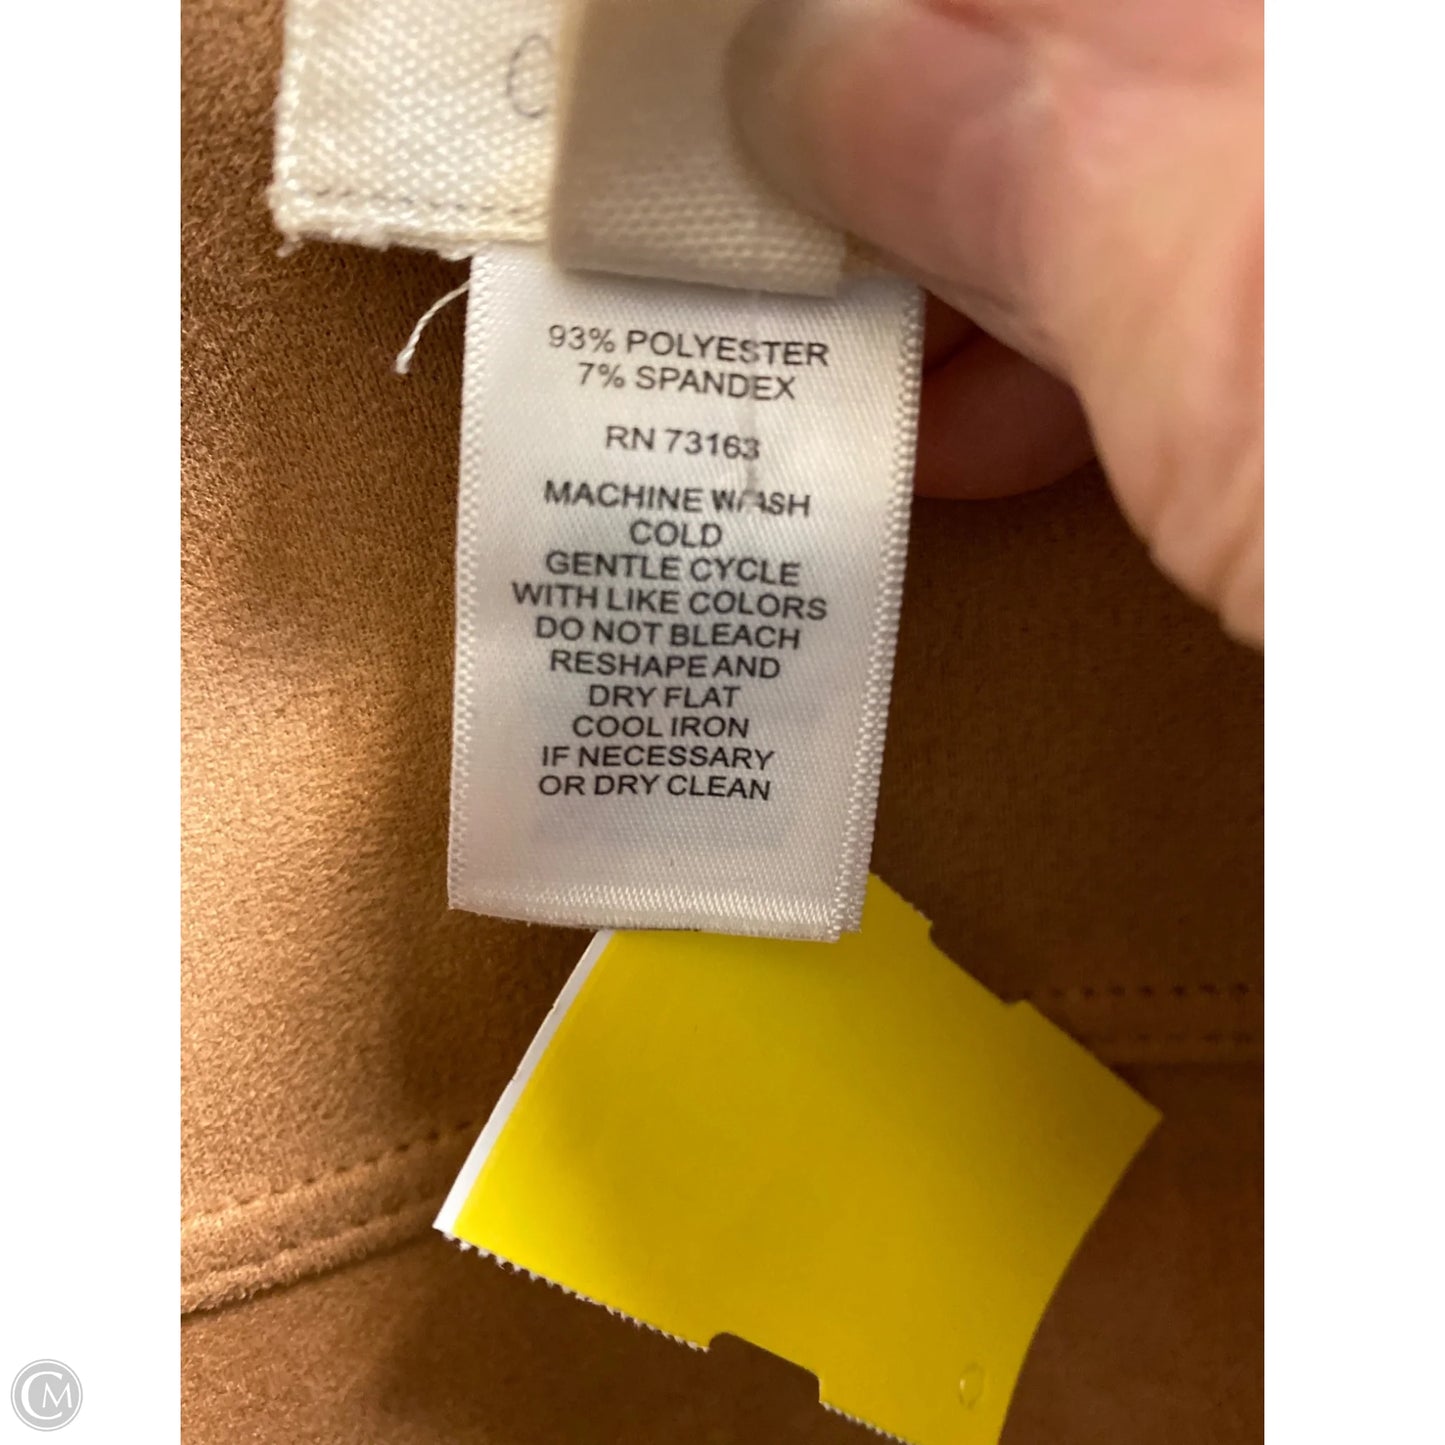 93% POLYESTER
7% SPANDEX
RN 73163
MACHINE WASH
COLD
GENTLE CYCLE
WITH LIKE COLORS
DO NOT BLEACH
RESHAPE AND
DRY FLAT
COOL IRON
IF NECESSARY
OR DRY CLEAN
CM